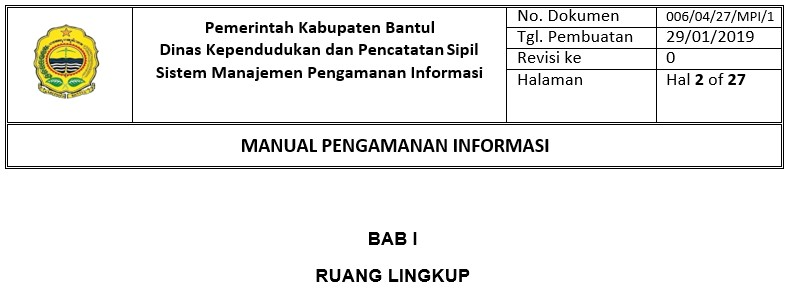 Pemerintah Kabupaten Bantul
Dinas Kependudukan dan Pencatatan Sipil
Sistem Manajemen Pengamanan Informasi
No. Dokumen 006/04/27/MPI/1
Tgl. Pembuatan 29/01/2019
Revisi ke 0
Halaman Hal 2 of 27
MANUAL PENGAMANAN INFORMASI
BAB I
RUANG LINGKUP